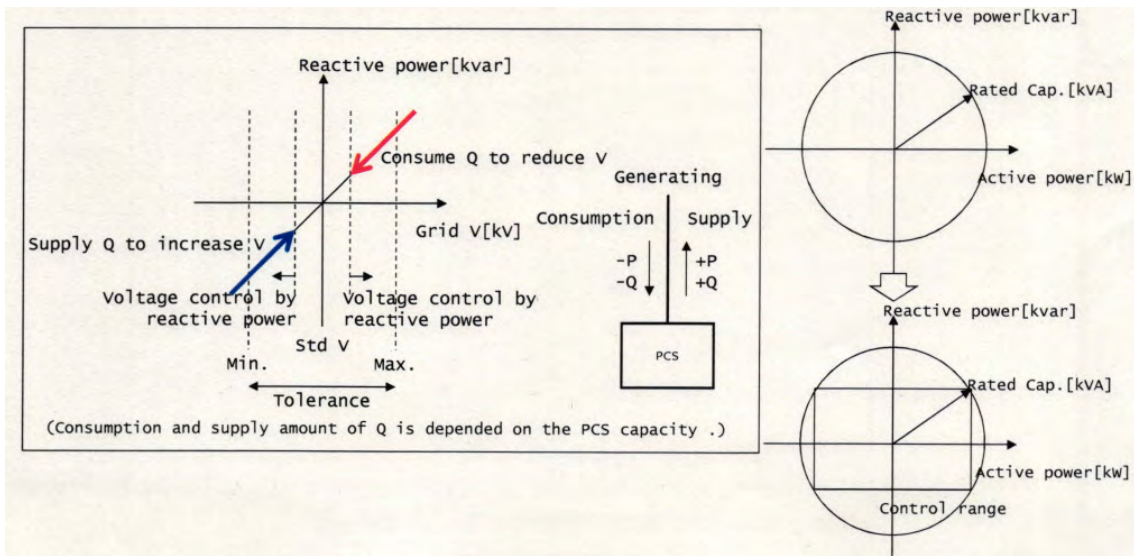 Reactive power[kvar]
Consume Q to reduce V
Grid V[kV]
Supply Q to increase V
Voltage control by
reactive power
Voltage control by
reactive power
Std V
Min.
Max.
Tolerance
Generating
Consumption
Supply
-P
-Q
+P
+Q
PCS
(Consumption and supply amount of Q is depended on the PCS capacity .)
Reactive power[kvar]
Rated Cap.[kVA]
Active power[kW]
Reactive power[kvar]
Rated Cap.[kVA]
Active power[kW]
Control range